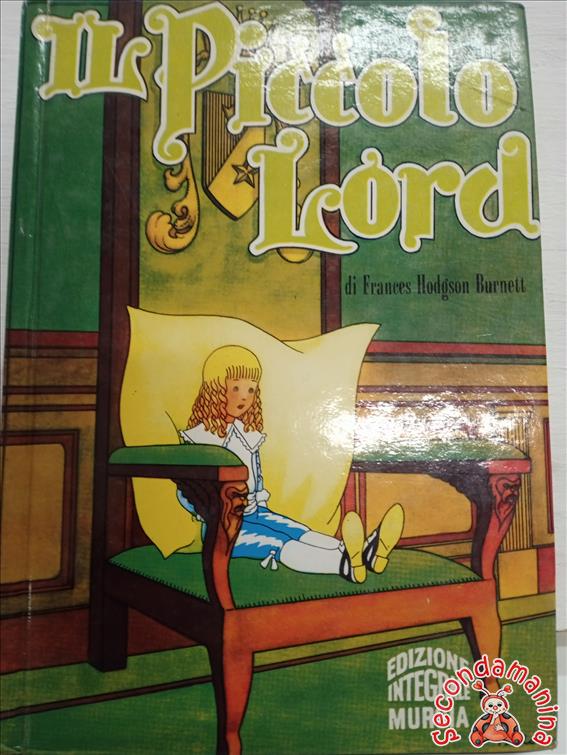 IL Piccolo
Lord
di Frances Hodgson Burnett
EDIZIONE
INTEGRALE
MURSIA
secondamanina